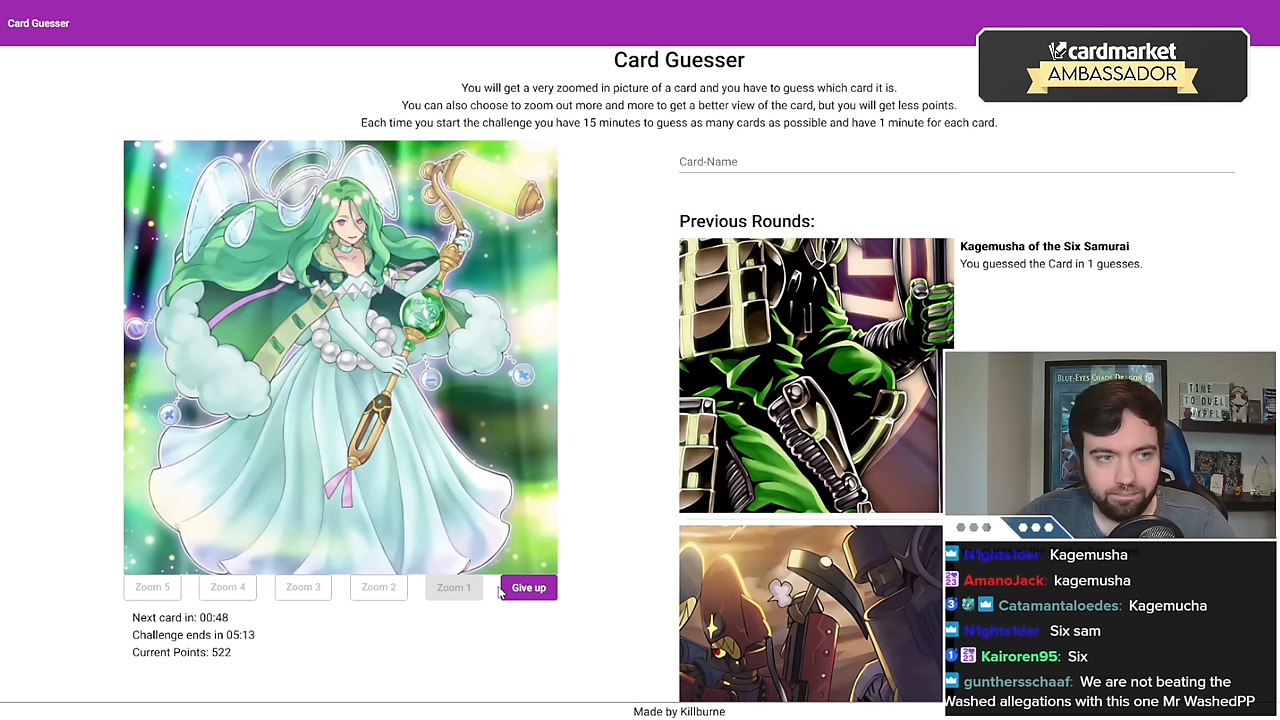 Card Guesser
cardmarket
AMBASSADOR
Card Guesser
You will get a very zoomed in picture of a card and you have to guess which card it is.
You can also choose to zoom out more and more to get a better view of the card, but you will get less points.
Each time you start the challenge you have 15 minutes to guess as many cards as possible and have 1 minute for each card.
Card-Name
Previous Rounds:
Kagemusha of the Six Samurai
You guessed the Card in 1 guesses.
BLUE-EYES CHAOS DRAGON
TIME
TO DUEL
Zoom 5
Zoom 4
Zoom 3
Zoom 2
Zoom 1
Give up
Next card in: 00:48
Challenge ends in 05:13
Current Points: 522
N1ghts1der Kagemusha
AmanoJack: kagemusha
Catamantaloedes: Kagemucha
N1ghts1der Six sam
Kairoren95: Six
gunthersschaaf: We are not beating the
Washed allegations with this one Mr WashedPP
Made by Killburne